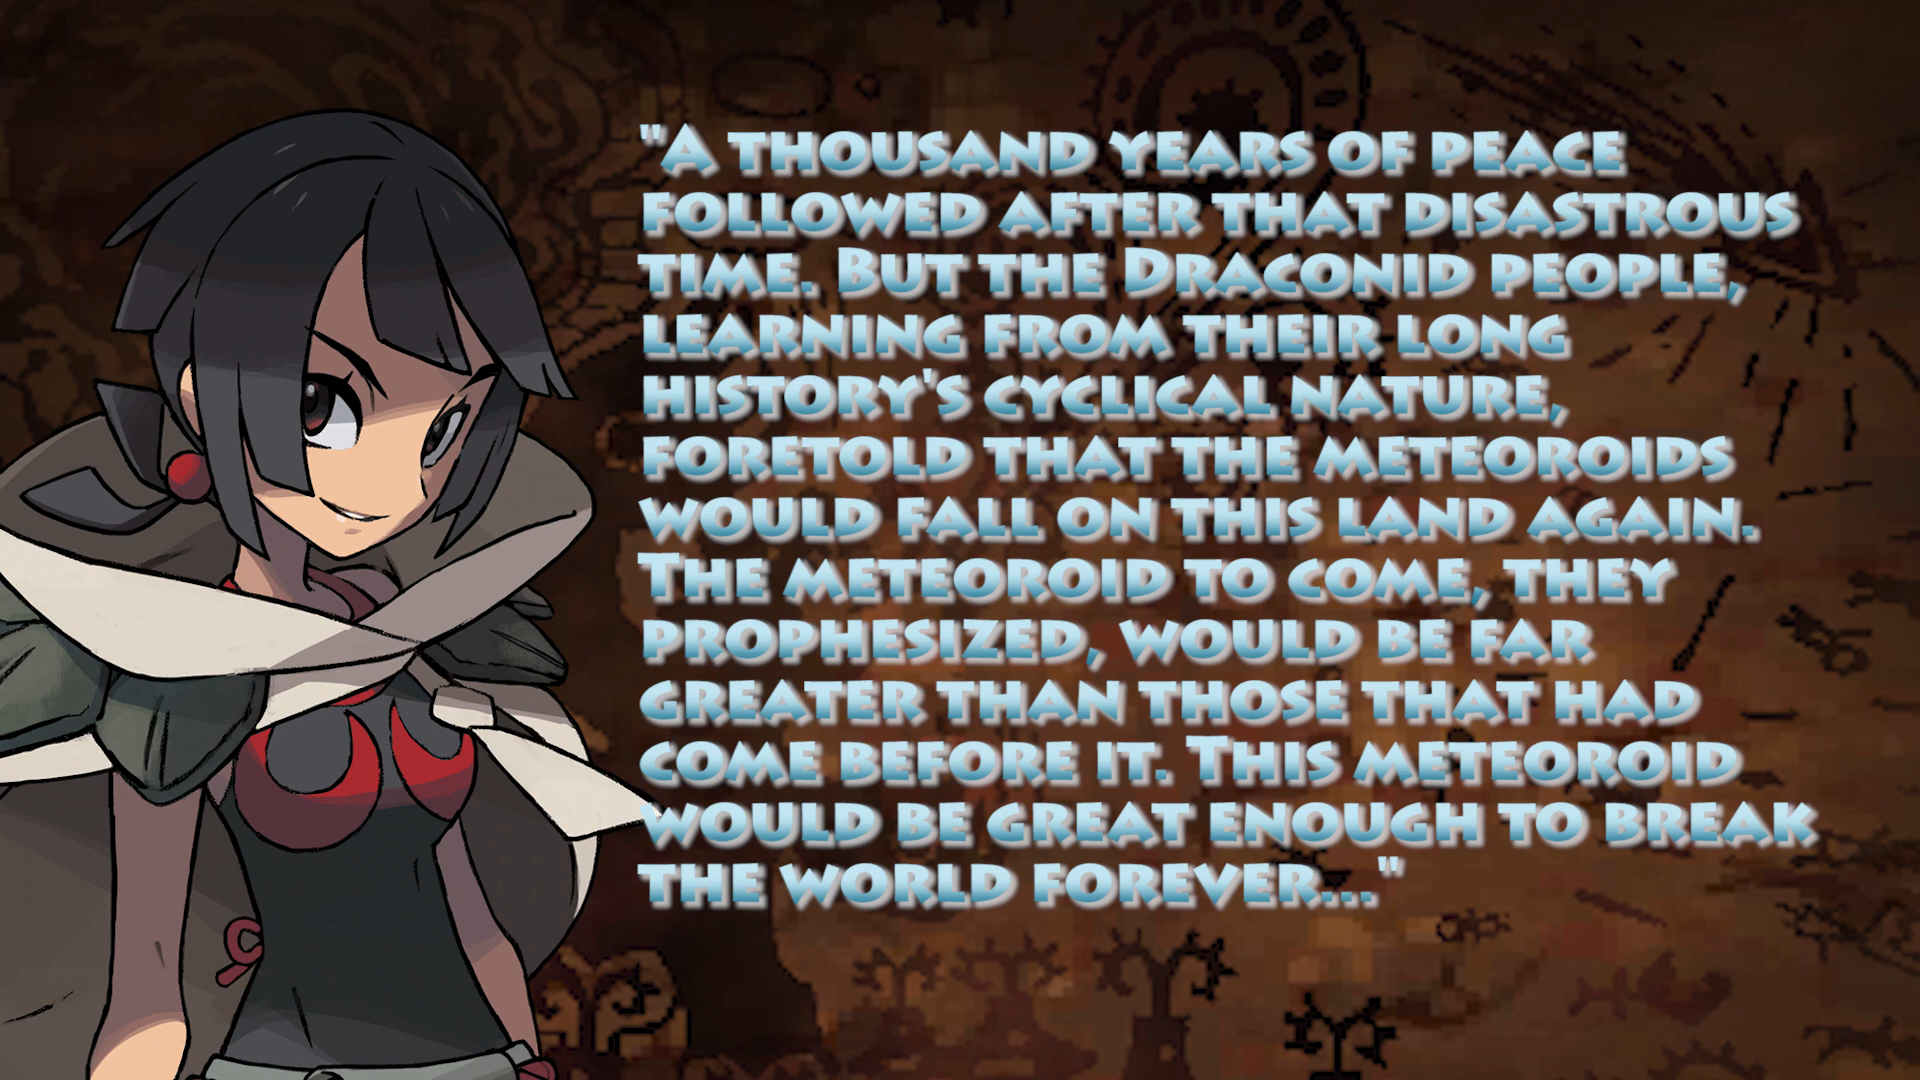 "A thousand years of peace
followed after that disastrous
time. But the Draconid people,
learning from their long
history's cyclical nature,
foretold that the meteoroids
would fall on this land again.
The meteoroid to come, they
prophesized, would be far
greater than those that had
come before it. This meteoroid
would be great enough to break
the world forever..."